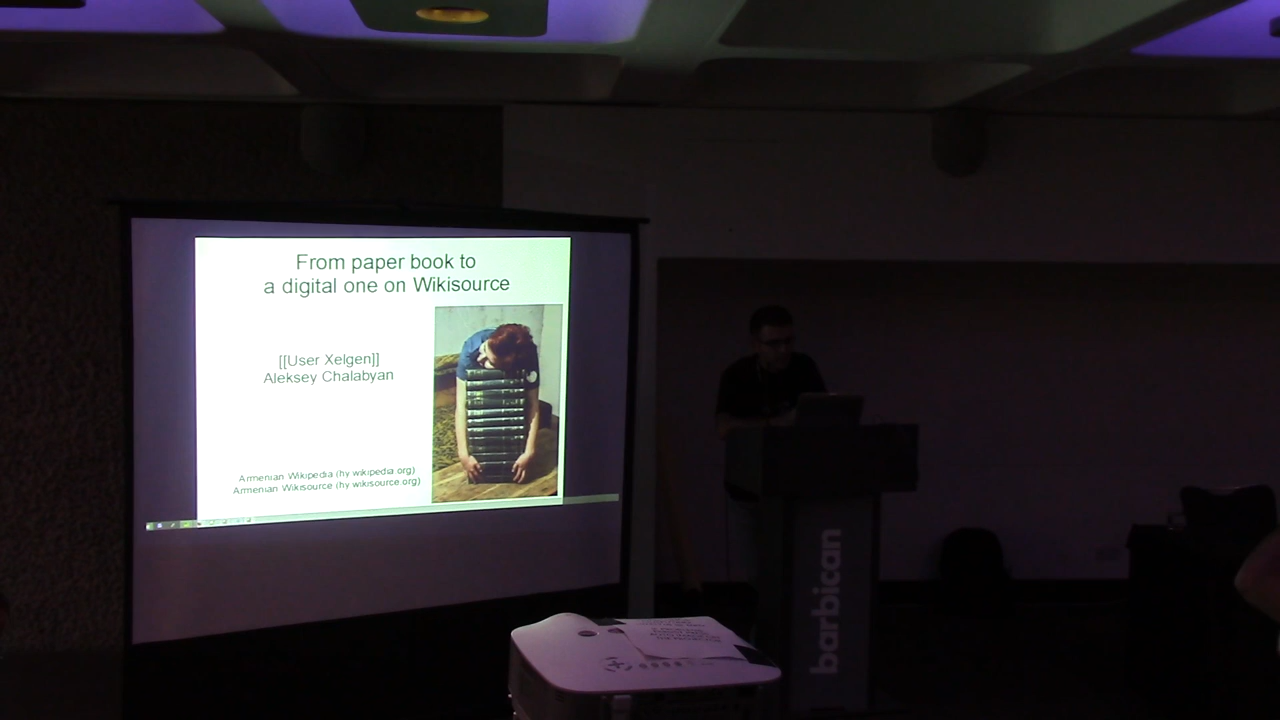 From paper book to
a digital one on Wikisource
[[User Xelgen]]
Aleksey Chalabyan
Armenian Wikipedia (hy.wikipedia.org)
Armenian Wikisource (hy.wikisource.org)
barbican